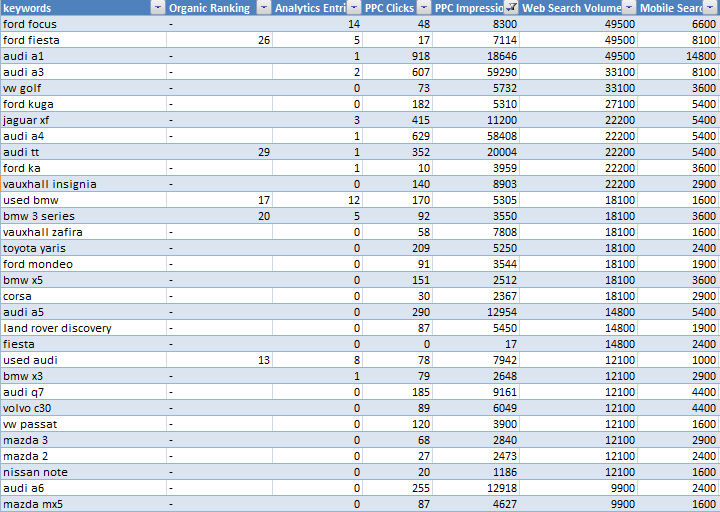 keywords Organic Ranking Analytics Entri PPC Clicks PPC Impressio Web Search Volume Mobile Searc
ford focus - 14 48 8300 49500 6600
ford fiesta 26 5 17 7114 49500 8100
audi a1 - 1 918 18646 49500 14800
audi a3 - 2 607 59290 33100 8100
vw golf - 0 73 5732 33100 3600
ford kuga - 0 182 5310 27100 5400
jaguar xf - 3 415 11200 22200 5400
audi a4 - 1 629 58408 22200 5400
audi tt 29 1 352 20004 22200 5400
ford ka - 1 10 3959 22200 3600
vauxhall insignia - 0 140 8903 22200 2900
used bmw 17 12 170 5305 18100 1600
bmw 3 series 20 5 92 3550 18100 3600
vauxhall zafira - 0 58 7808 18100 1600
toyota yaris - 0 209 5250 18100 2400
ford mondeo - 0 91 3544 18100 1900
bmw x5 - 0 151 2512 18100 3600
corsa - 0 30 2367 18100 2900
audi a5 - 0 290 12954 14800 5400
land rover discovery - 0 87 5450 14800 1900
fiesta - 0 0 17 14800 2400
used audi 13 8 78 7942 12100 1000
bmw x3 - 1 79 2648 12100 2900
audi q7 - 0 185 9161 12100 4400
volvo c30 - 0 89 6049 12100 4400
vw passat - 0 120 3900 12100 1600
mazda 3 - 0 68 2840 12100 2900
mazda 2 - 0 27 2473 12100 2400
nissan note - 0 20 1186 12100 1600
audi a6 - 0 255 12918 9900 2400
mazda mx5 - 0 87 4627 9900 1600